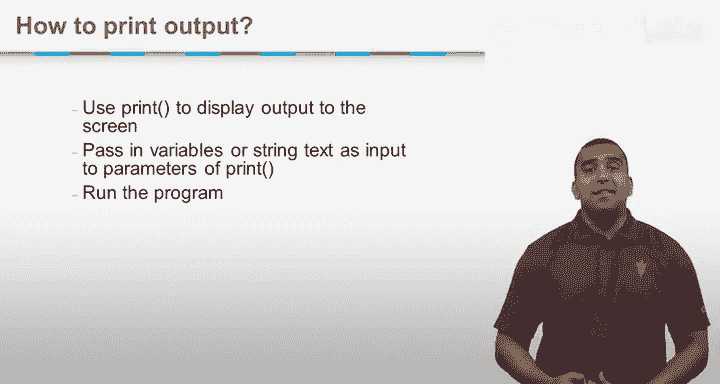 How to print output?
- Use print() to display output to the
screen
- Pass in variables or string text as input
to parameters of print()
- Run the program